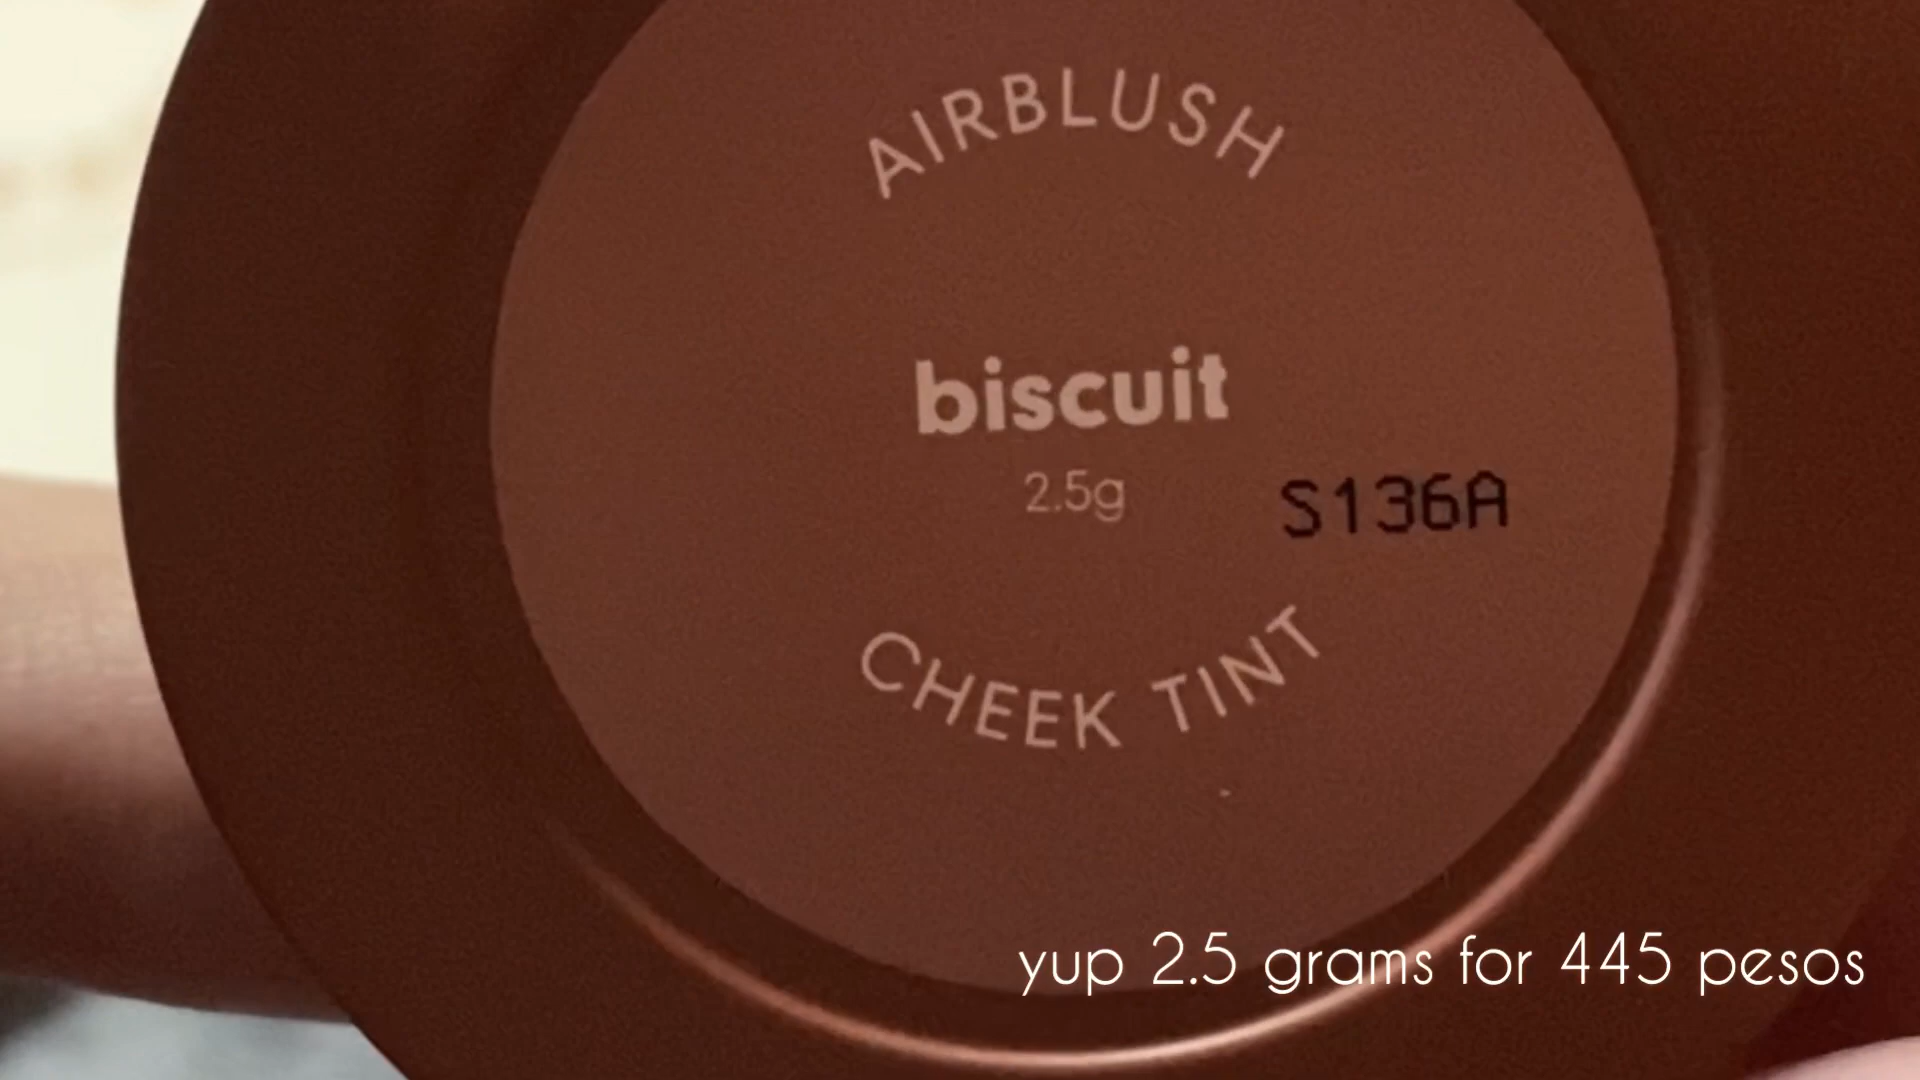 AIRBLUSH
biscuit
2.5g
S136A
CHEEK TINT
yup 2.5 grams for 445 pesos